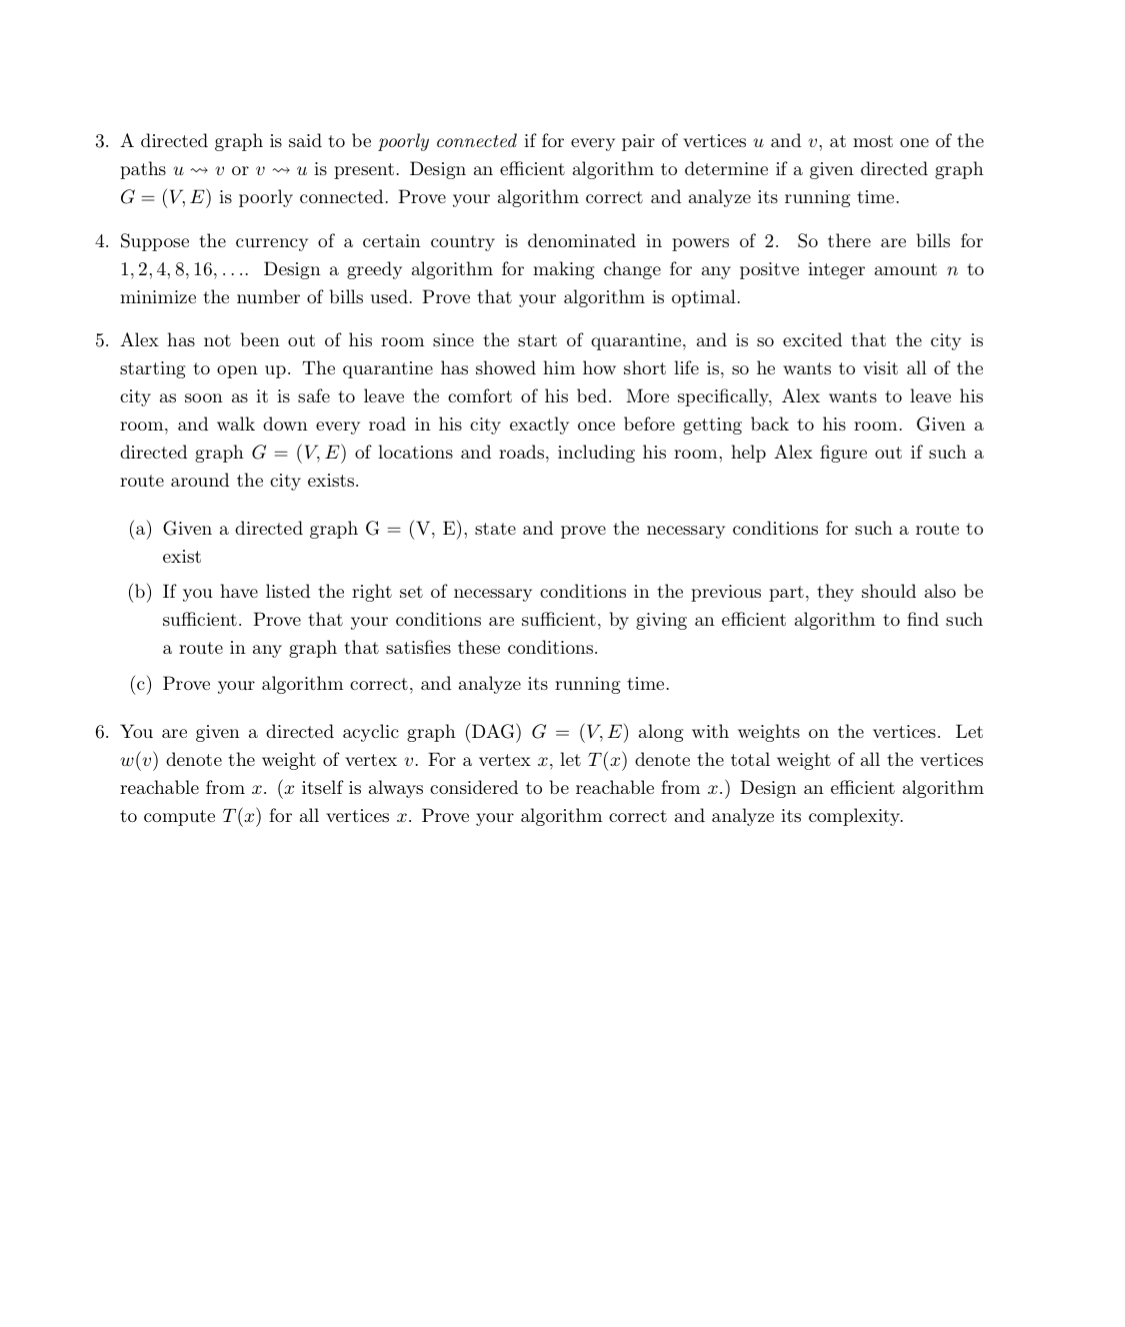 3. A directed graph is said to be poorly connected if for every pair of vertices u and v, at most one of the
paths u ⇝ v or v ⇝ u is present. Design an efficient algorithm to determine if a given directed graph
G = (V, E) is poorly connected. Prove your algorithm correct and analyze its running time.
4. Suppose the currency of a certain country is denominated in powers of 2. So there are bills for
1, 2, 4, 8, 16, . . . . Design a greedy algorithm for making change for any positve integer amount n to
minimize the number of bills used. Prove that your algorithm is optimal.
5. Alex has not been out of his room since the start of quarantine, and is so excited that the city is
starting to open up. The quarantine has showed him how short life is, so he wants to visit all of the
city as soon as it is safe to leave the comfort of his bed. More specifically, Alex wants to leave his
room, and walk down every road in his city exactly once before getting back to his room. Given a
directed graph G = (V, E) of locations and roads, including his room, help Alex figure out if such a
route around the city exists.
(a) Given a directed graph G = (V, E), state and prove the necessary conditions for such a route to
exist
(b) If you have listed the right set of necessary conditions in the previous part, they should also be
sufficient. Prove that your conditions are sufficient, by giving an efficient algorithm to find such
a route in any graph that satisfies these conditions.
(c) Prove your algorithm correct, and analyze its running time.
6. You are given a directed acyclic graph (DAG) G = (V, E) along with weights on the vertices. Let
w(v) denote the weight of vertex v. For a vertex x, let T(x) denote the total weight of all the vertices
reachable from x. (x itself is always considered to be reachable from x.) Design an efficient algorithm
to compute T(x) for all vertices x. Prove your algorithm correct and analyze its complexity.